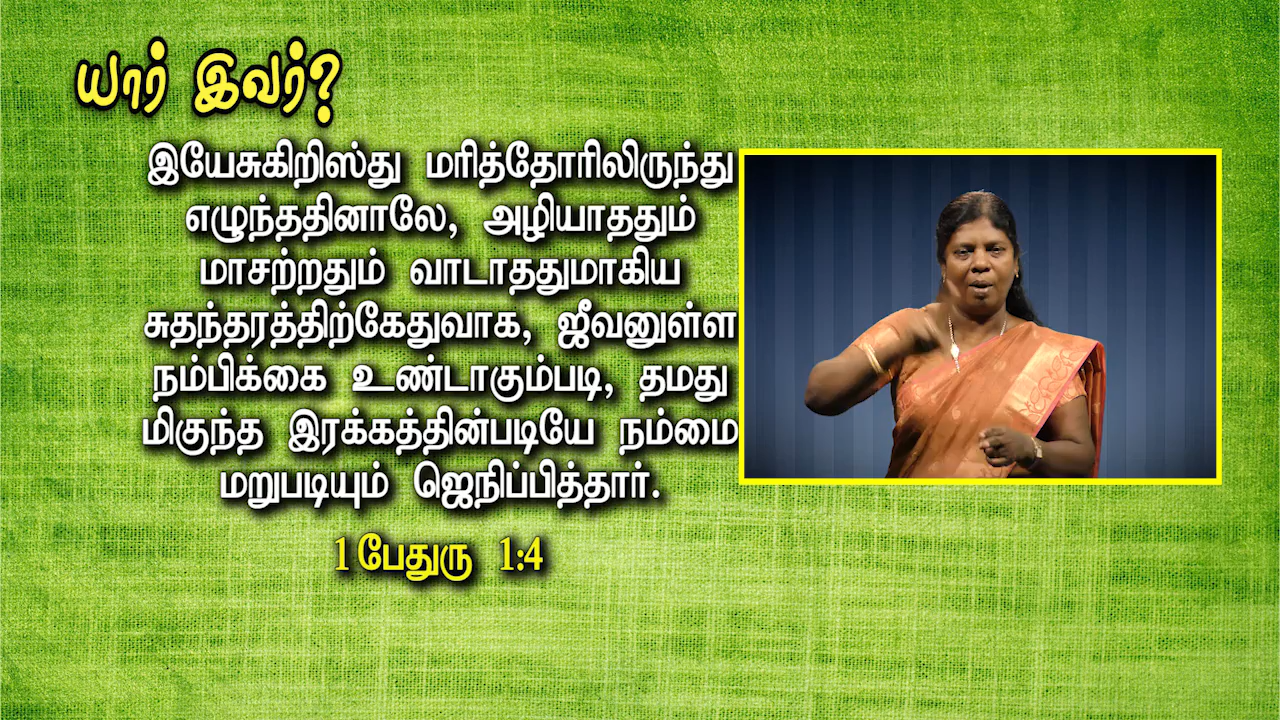 யார் இவர்?
இயேசுகிறிஸ்து மரித்தோரிலிருந்து
எழுந்ததினாலே, அழியாததும்
மாசற்றதும் வாடாததுமாகிய
சுதந்தரத்திற்கேதுவாக, ஜீவனுள்ள
நம்பிக்கை உண்டாகும்படி, தமது
மிகுந்த இரக்கத்தின்படியே நம்மை
மறுபடியும் ஜெநிப்பித்தார்.
1 பேதுரு 1:4